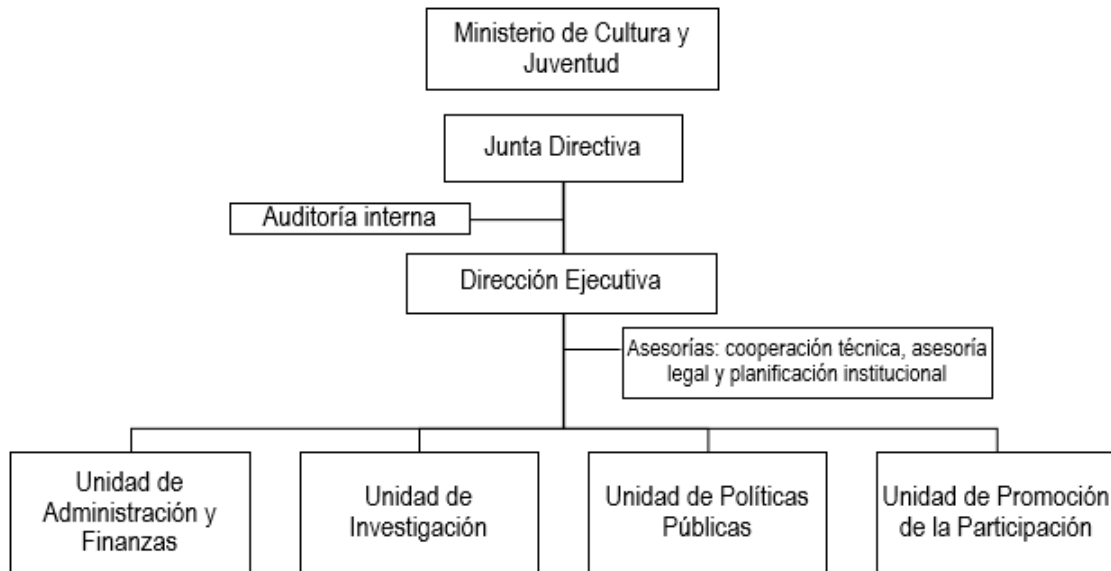 Ministerio de Cultura y
Juventud
Junta Directiva
Auditoría interna
Dirección Ejecutiva
Asesorías: cooperación técnica, asesoría
legal y planificación institucional
Unidad de
Administración y
Finanzas
Unidad de
Investigación
Unidad de Políticas
Públicas
Unidad de Promoción
de la Participación